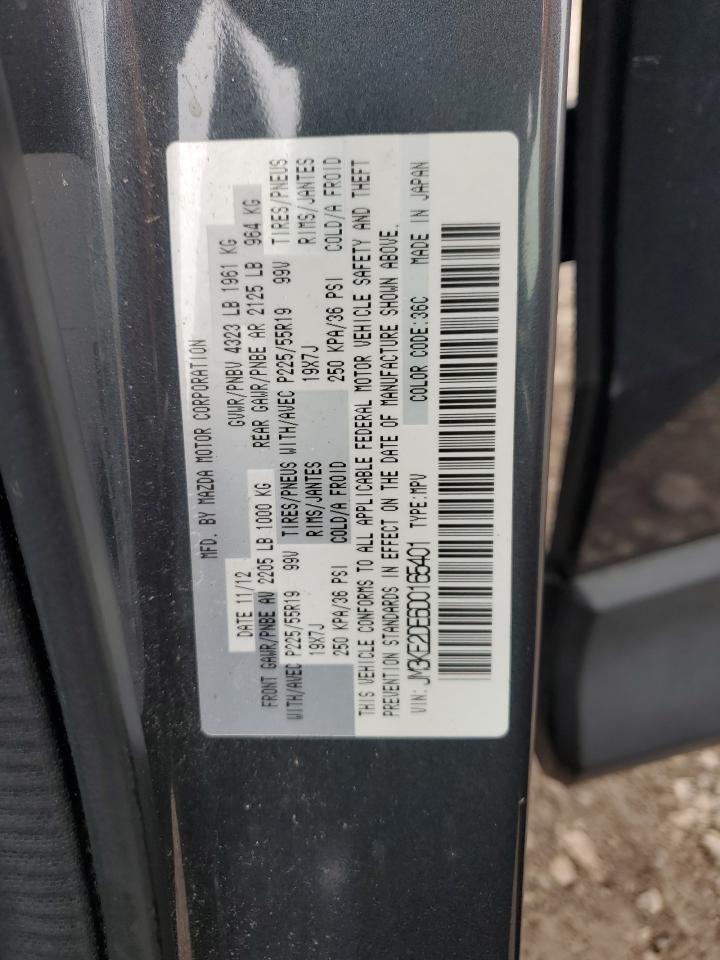 MFD. BY MAZDA MOTOR CORPORATION
DATE 11/12 GVWR/PNBV 4323 LB 1961 KG
FRONT GAWR/PNBE AV 2205 LB 1000 KG REAR GAWR/PNBE AR 2125 LB 964 KG
WITH/AVEC P225/55R19 99V TIRES/PNEUS WITH/AVEC P225/55R19 99V TIRES/PNEUS
19X7J RIMS/JANTES 19X7J RIMS/JANTES
250 KPA/36 PSI COLD/A FROID 250 KPA/36 PSI COLD/A FROID
THIS VEHICLE CONFORMS TO ALL APPLICABLE FEDERAL MOTOR VEHICLE SAFETY AND THEFT
PREVENTION STANDARDS IN EFFECT ON THE DATE OF MANUFACTURE SHOWN ABOVE.
VIN: JM3KE2DE6D0165401 TYPE:MPV COLOR CODE:36C MADE IN JAPAN